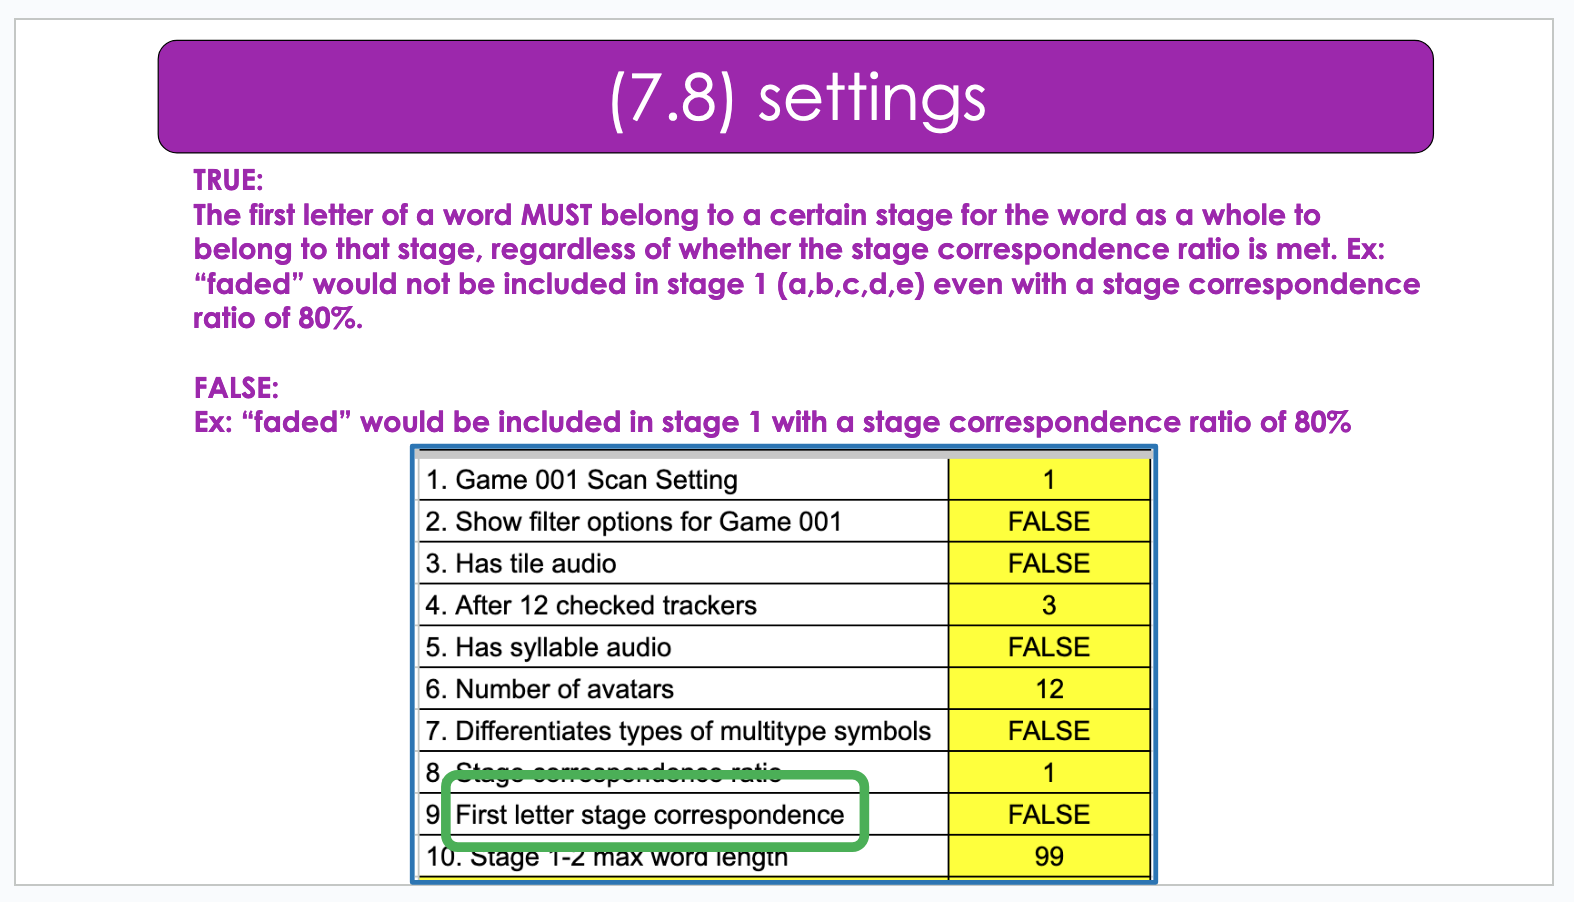 (7.8) settings
TRUE:
The first letter of a word MUST belong to a certain stage for the word as a whole to
belong to that stage, regardless of whether the stage correspondence ratio is met. Ex:
“faded” would not be included in stage 1 (a,b,c,d,e) even with a stage correspondence
ratio of 80%.
FALSE:
Ex: “faded” would be included in stage 1 with a stage correspondence ratio of 80%
1. Game 001 Scan Setting 1
2. Show filter options for Game 001 FALSE
3. Has tile audio FALSE
4. After 12 checked trackers 3
5. Has syllable audio FALSE
6. Number of avatars 12
7. Differentiates types of multitype symbols FALSE
8 Stage correspondence ratio 1
9 First letter stage correspondence FALSE
10. Stage 1-2 max word length 99